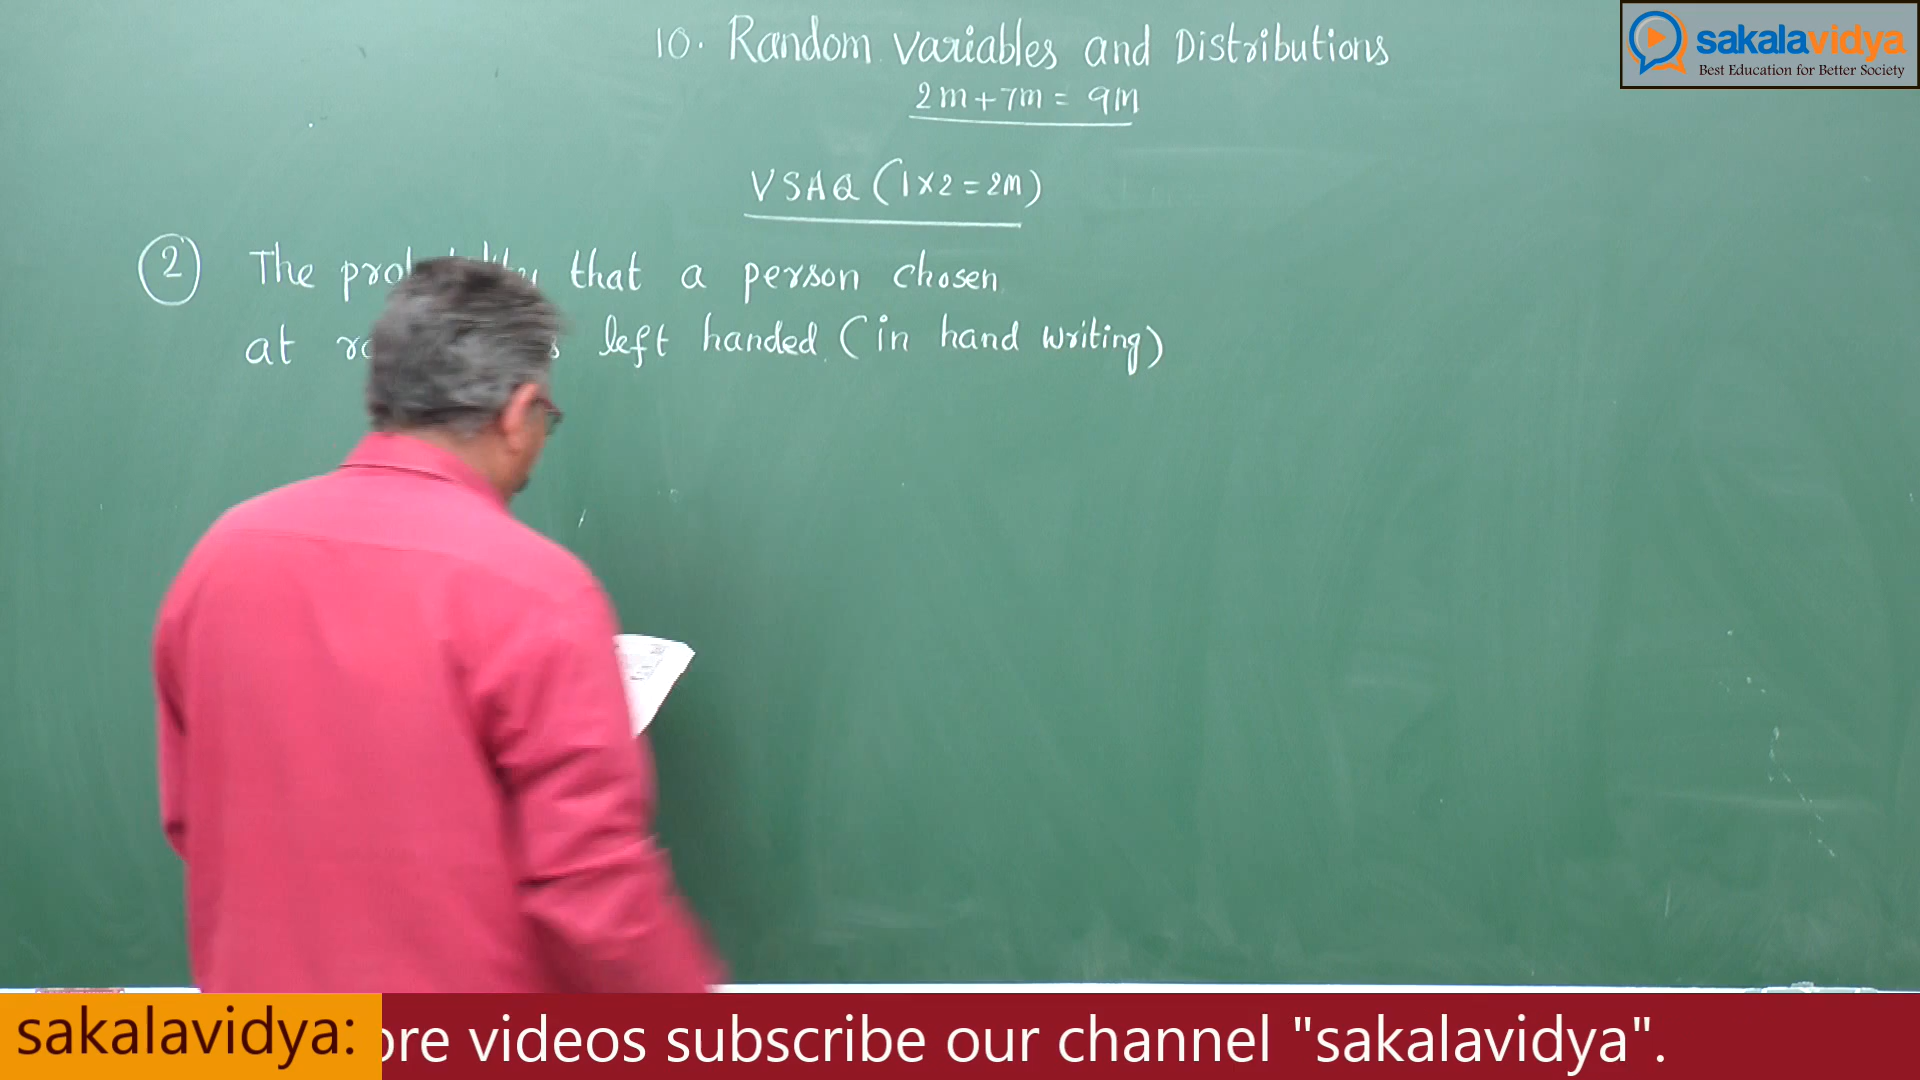 10. Random variables and Distributions
2m+7m = 9M
VSAQ (1×2=2M)
2 The that a person chosen
at left handed (in hand writing)
sakalavidya
Best Education for Better Society
sakalavidya: ore videos subscribe our channel "sakalavidya".